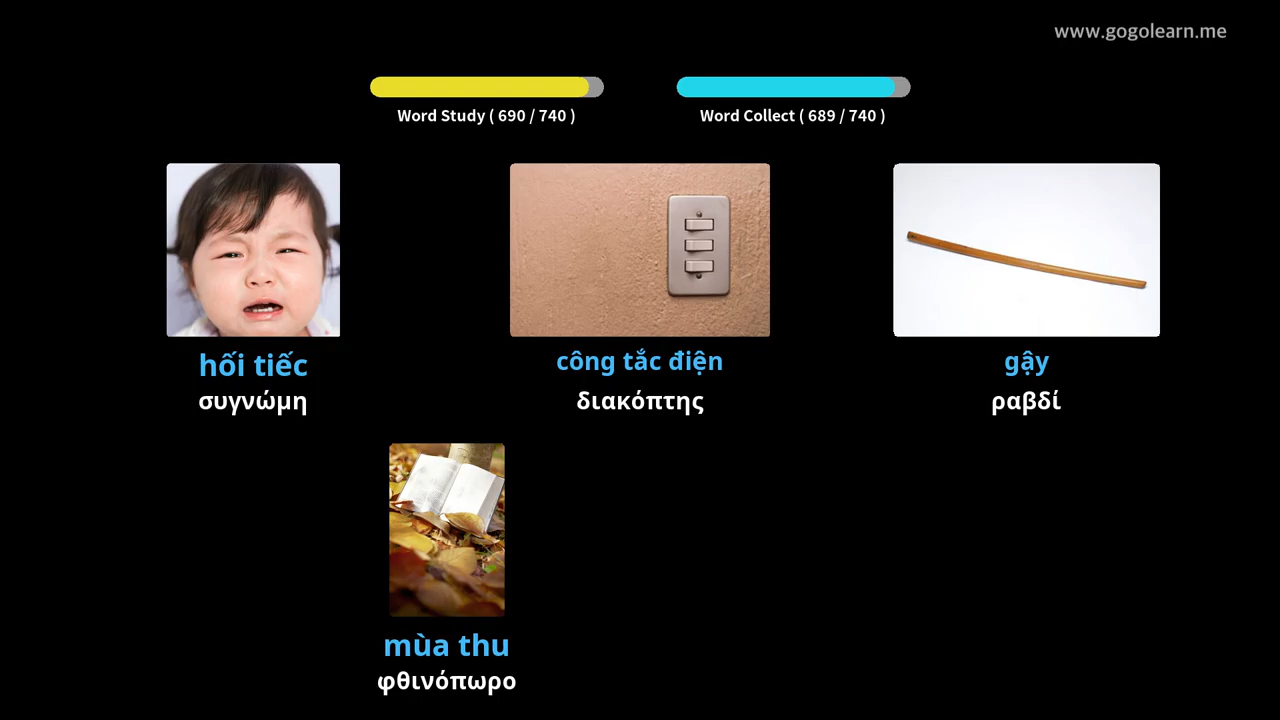 www.gogolearn.me
Word Study ( 690 / 740 )
Word Collect ( 689 / 740 )
hối tiếc
συγνώμη
công tắc điện
διακόπτης
gậy
ραβδί
mùa thu
φθινόπωρο